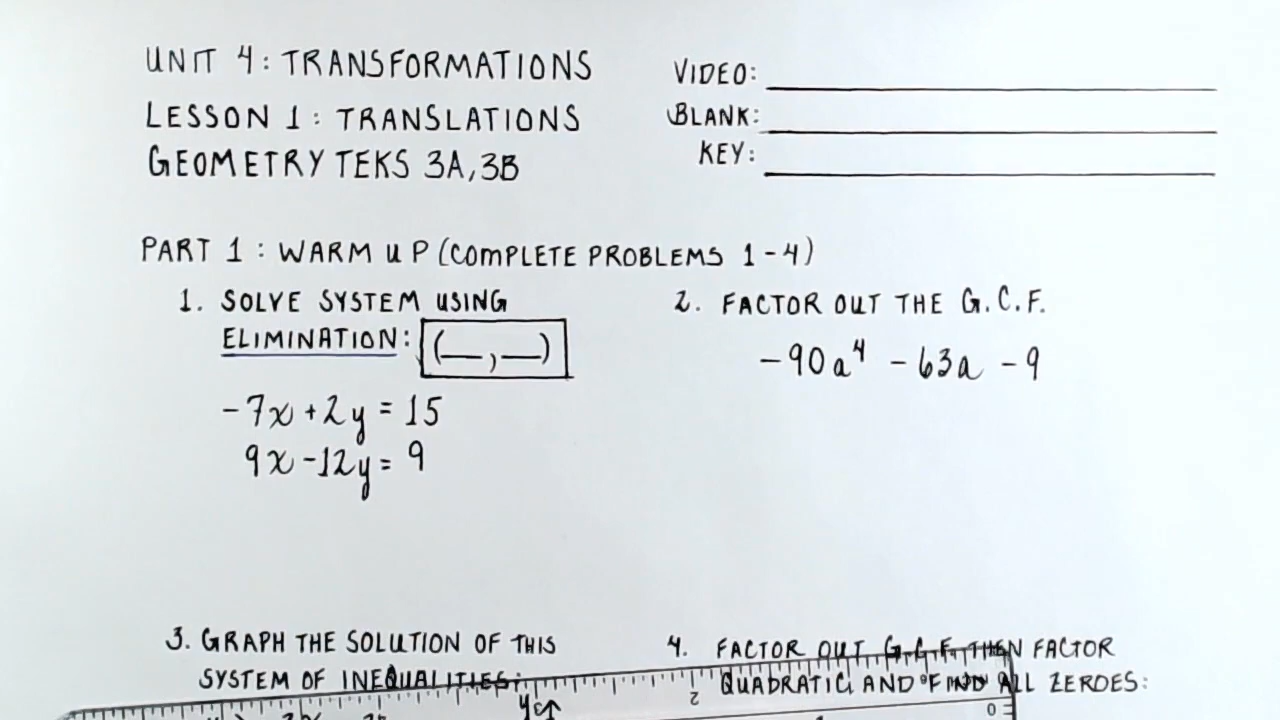 UNIT 4: TRANSFORMATIONS
LESSON 1: TRANSLATIONS
GEOMETRY TEKS 3A, 3B
VIDEO:
BLANK:
KEY:
PART 1: WARM UP (COMPLETE PROBLEMS 1-4)
1. SOLVE SYSTEM USING
ELIMINATION: (__,__)
-7x+2y=15
9x-12y=9
2. FACTOR OUT THE G.C.F.
-90a⁴ -63a -9
3. GRAPH THE SOLUTION OF THIS
SYSTEM OF INEQUALITIES:
4. FACTOR OUT G.C.F. THEN FACTOR
QUADRATIC, AND FIND ALL ZEROES:
2
0